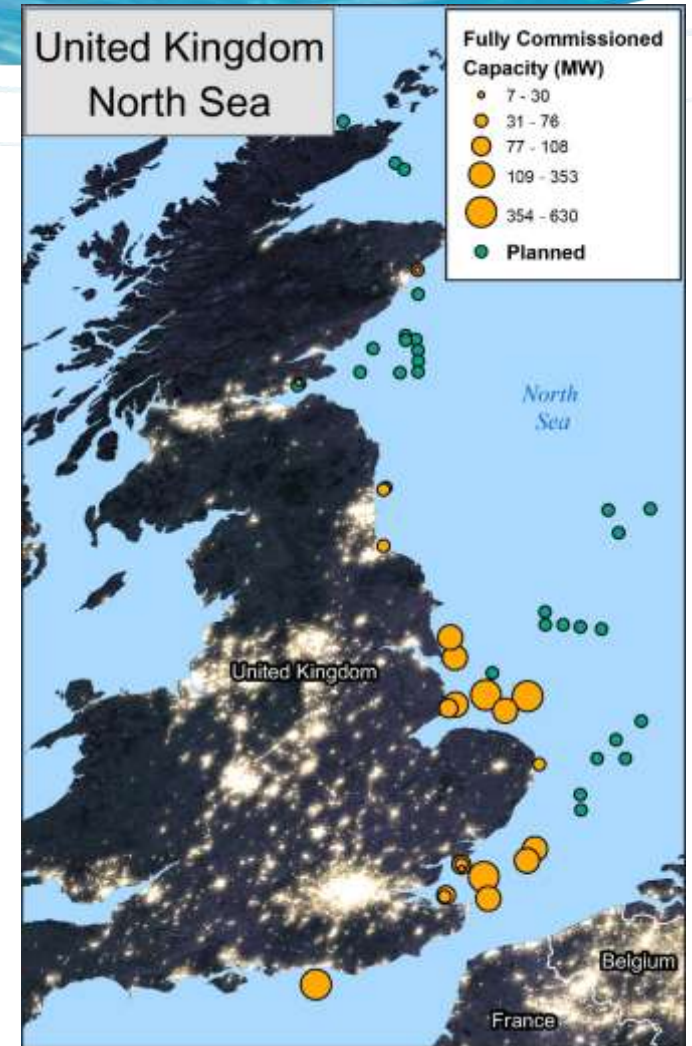 United Kingdom
North Sea
Fully Commissioned
Capacity (MW)
7 - 30
31 - 76
77 - 108
109 - 353
354 - 630
Planned
North
Sea
United Kingdom
Belgium
France